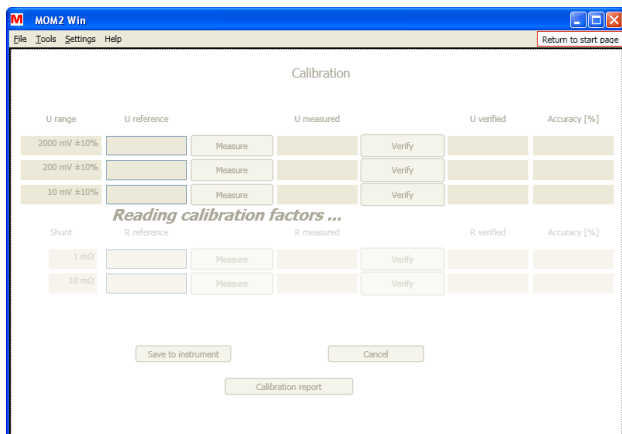 M MOM2 Win
File Tools Settings Help Return to start page
Calibration
U range U reference U measured U verified Accuracy [%]
2000 mV ±10% Measure Verify
200 mV ±10% Measure Verify
10 mV ±10% Measure Verify
Reading calibration factors ...
Shunt R reference R measured R verified Accuracy [%]
1 mΩ Measure Verify
10 mΩ Measure Verify
Save to instrument Cancel
Calibration report